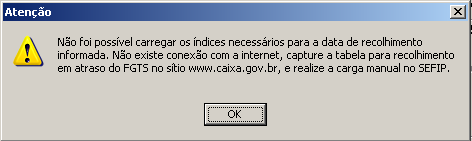 Atenção
Não foi possível carregar os índices necessários para a data de recolhimento
informada. Não existe conexão com a internet, capture a tabela para recolhimento
em atraso do FGTS no sítio www.caixa.gov.br, e realize a carga manual no SEFIP.
OK